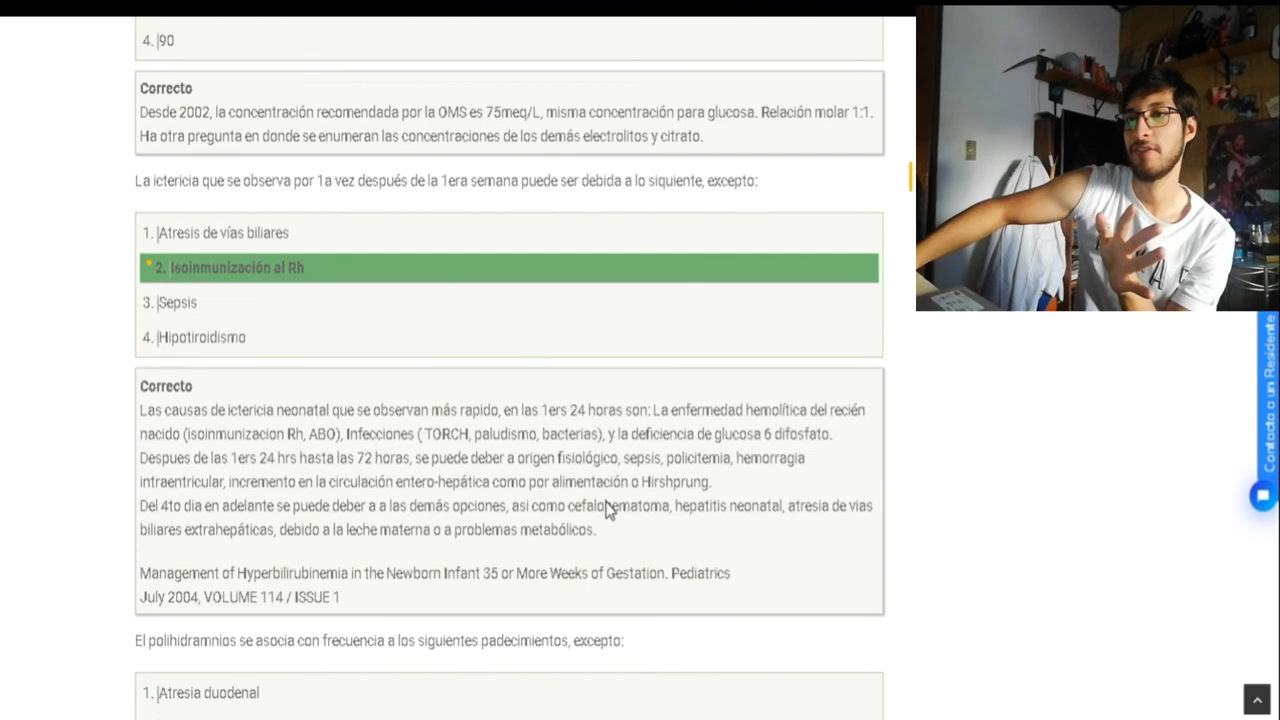 4. 90
Correcto
Desde 2002, la concentración recomendada por la OMS es 75meq/L, misma concentración para glucosa. Relación molar 1:1.
Ha otra pregunta en donde se enumeran las concentraciones de los demás electrolitos y citrato.
La ictericia que se observa por 1a vez después de la 1era semana puede ser debida a lo siquiente, excepto:
1. Atresis de vías biliares
* 2. Isoinmunización al Rh
3. Sepsis
4. Hipotiroidismo
Correcto
Las causas de ictericia neonatal que se observan más rapido, en las 1ers 24 horas son: La enfermedad hemolítica del recién
nacido (isoinmunizacion Rh, ABO), Infecciones ( TORCH, paludismo, bacterias), y la deficiencia de glucosa 6 difosfato.
Despues de las 1ers 24 hrs hasta las 72 horas, se puede deber a origen fisiológico, sepsis, policitemia, hemorragia
intraentricular, incremento en la circulación entero-hepática como por alimentación o Hirshprung.
Del 4to dia en adelante se puede deber a a las demás opciones, asi como cefalohematoma, hepatitis neonatal, atresia de vias
biliares extrahepáticas, debido a la leche materna o a problemas metabólicos.
Management of Hyperbilirubinemia in the Newborn Infant 35 or More Weeks of Gestation. Pediatrics
July 2004, VOLUME 114 / ISSUE 1
El polihidramnios se asocia con frecuencia a los siguientes padecimientos, excepto:
1. Atresia duodenal
Contacto a un Residente